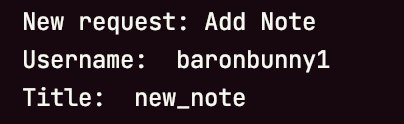 New request: Add Note
Username:  baronbunny1
Title:  new_note